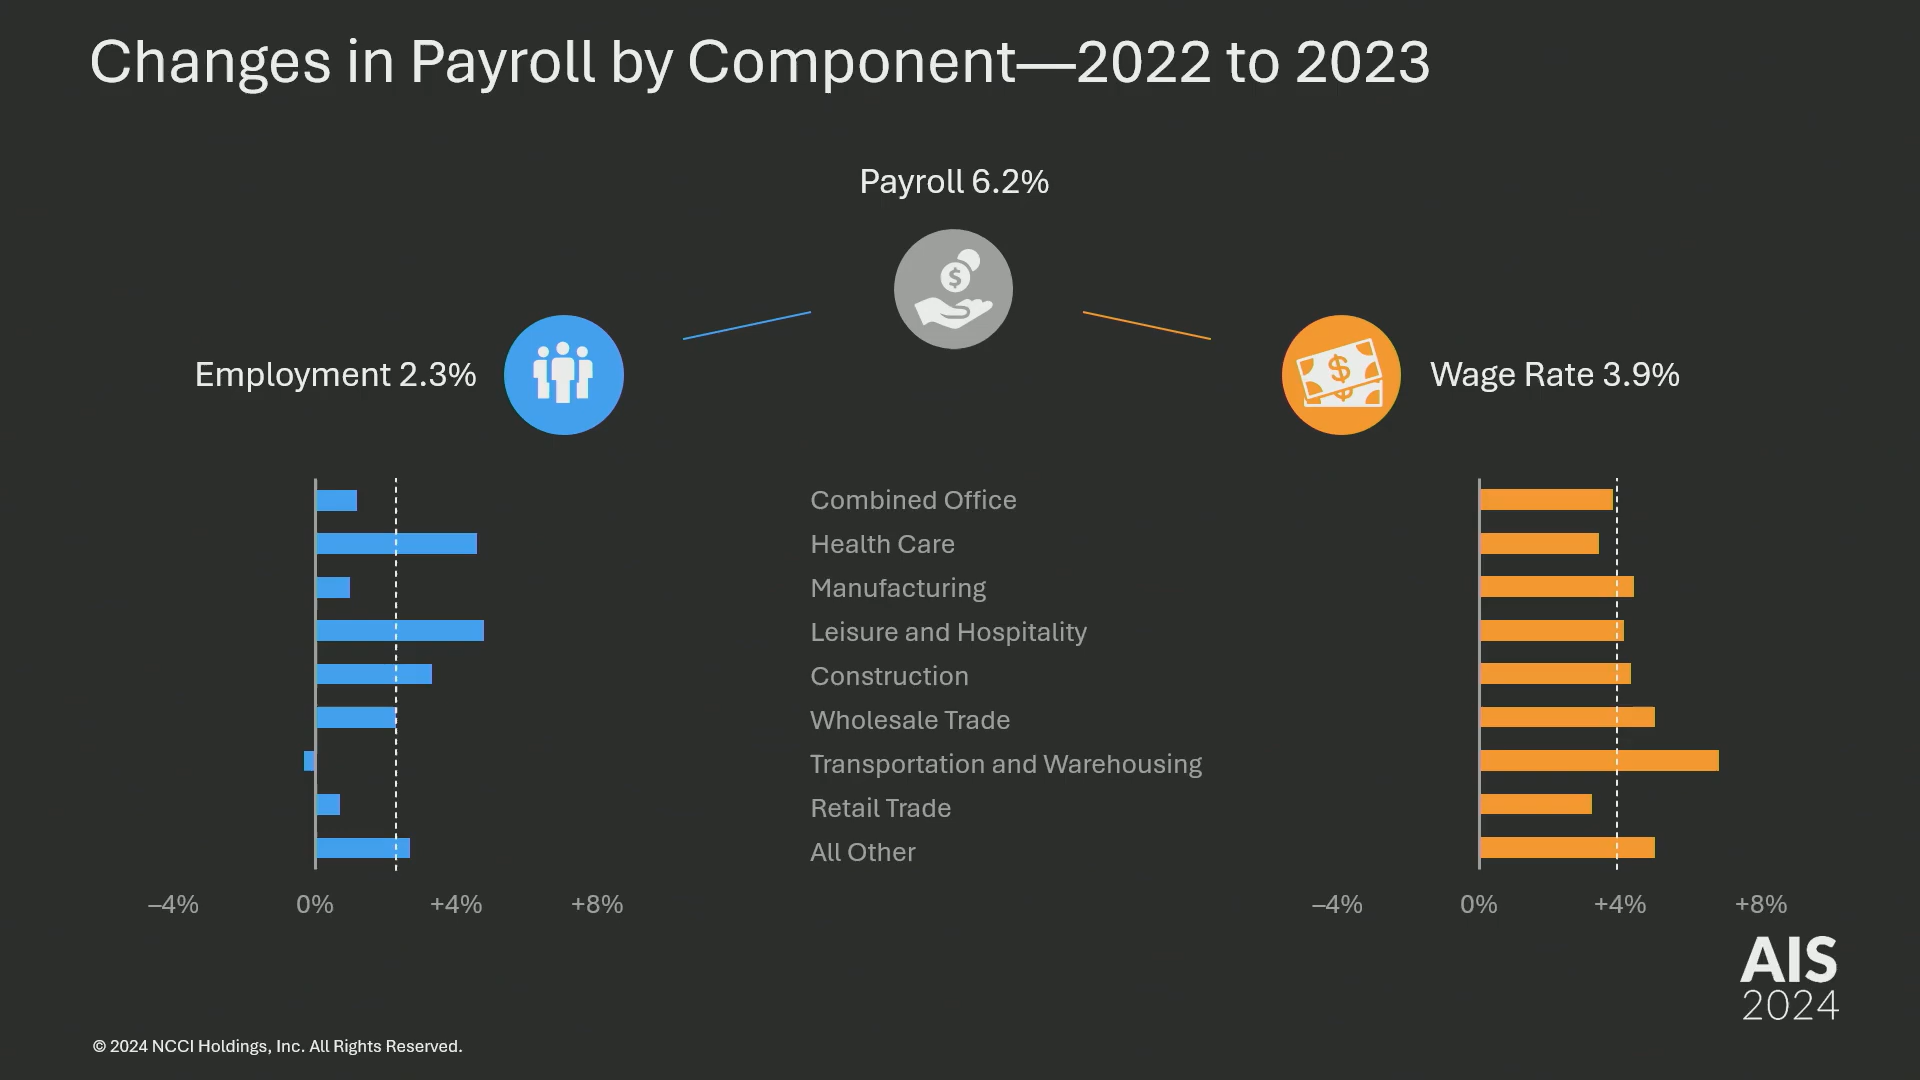 Changes in Payroll by Component—2022 to 2023
Payroll 6.2%
Employment 2.3%
Wage Rate 3.9%
Combined Office
Health Care
Manufacturing
Leisure and Hospitality
Construction
Wholesale Trade
Transportation and Warehousing
Retail Trade
All Other
–4% 0% +4% +8%
–4% 0% +4% +8%
AIS
2024
© 2024 NCCI Holdings, Inc. All Rights Reserved.